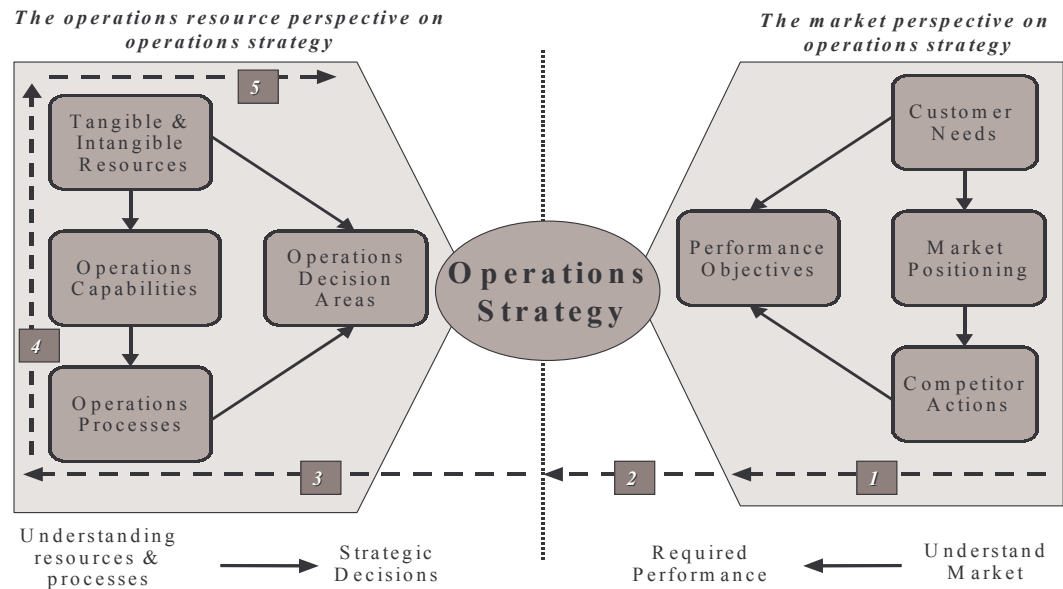 The operations resource perspective on
operations strategy
The market perspective on
operations strategy
5
Tangible &
Intangible
Resources
Operations
Capabilities
Operations
Processes
Operations
Decision
Areas
4
3
Operations
Strategy
Customer
Needs
Performance
Objectives
Market
Positioning
Competitor
Actions
2
1
Understanding
resources &
processes
Strategic
Decisions
Required
Performance
Understand
Market